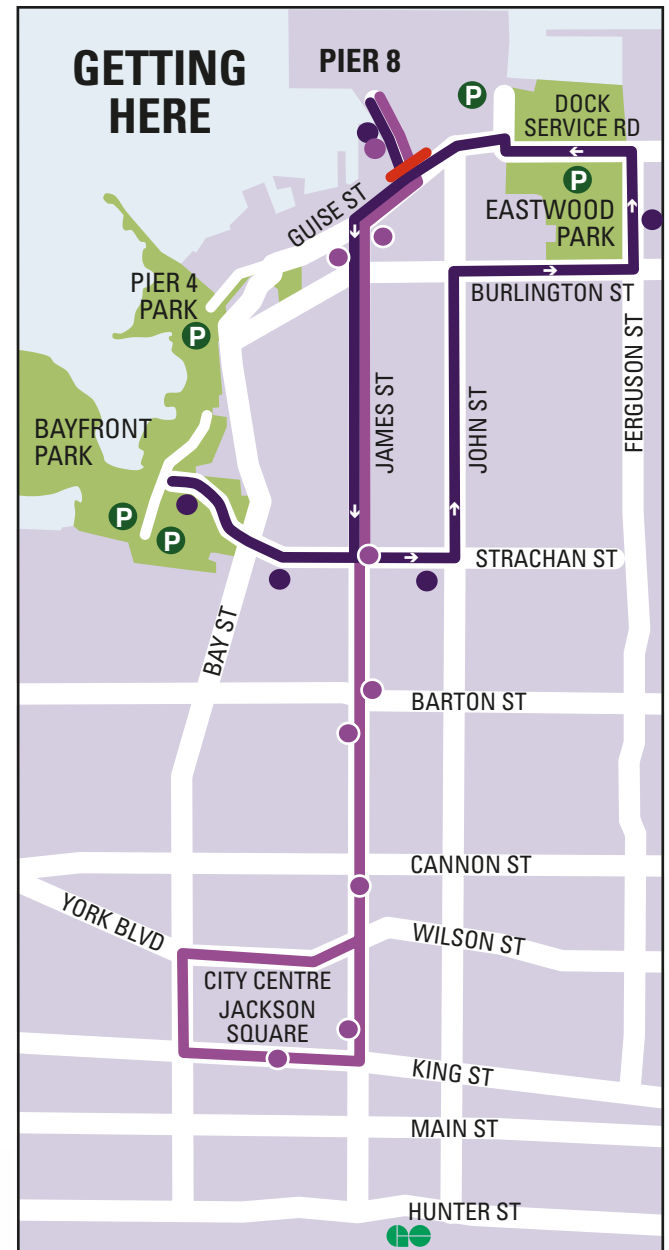 GETTING
HERE
PIER 8
P
DOCK
SERVICE RD
P
EASTWOOD
PARK
GUISE ST
PIER 4
PARK
P
BURLINGTON ST
FERGUSON ST
JAMES ST
JOHN ST
BAYFRONT
PARK
P
P
STRACHAN ST
BAY ST
BARTON ST
CANNON ST
YORK BLVD
WILSON ST
CITY CENTRE
JACKSON
SQUARE
KING ST
MAIN ST
HUNTER ST
GO